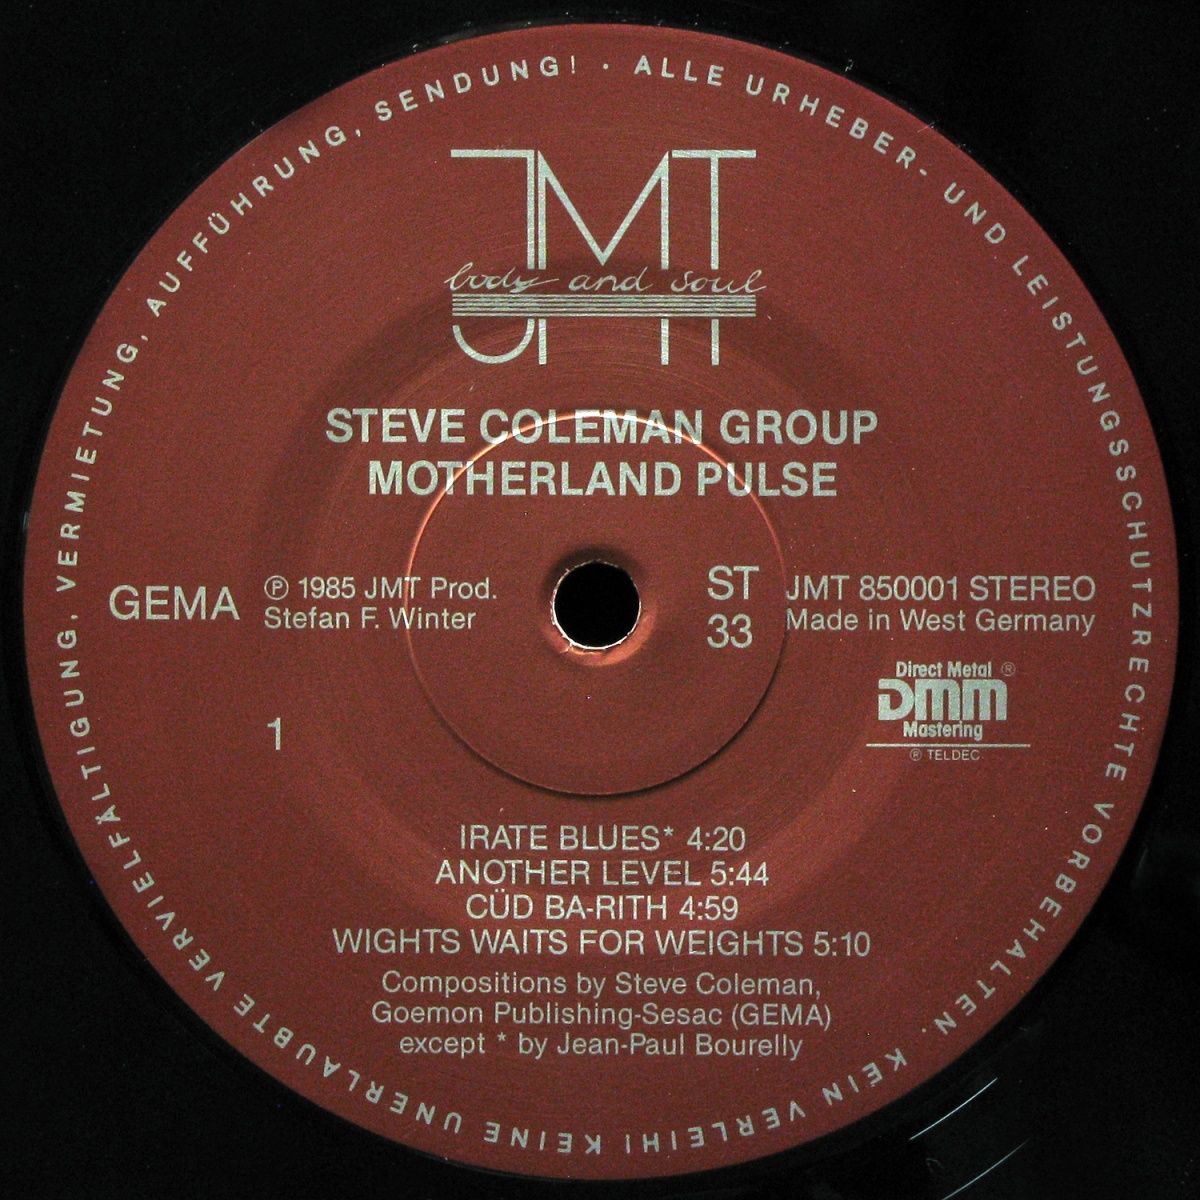 ALLE URHEBER- UND LEISTUNGSSCHUTZRECHTE VORBEHALTEN. KEIN VERLEIH! KEINE UNERLAUBTE VERVIELFÄLTIGUNG, VERMIETUNG, AUFFÜHRUNG, SENDUNG! ·
JMT
body and soul
STEVE COLEMAN GROUP
MOTHERLAND PULSE
GEMA
℗ 1985 JMT Prod.
Stefan F. Winter
ST
33
JMT 850001 STEREO
Made in West Germany
Direct Metal ®
DMM
Mastering
℗ TELDEC
1
IRATE BLUES* 4:20
ANOTHER LEVEL 5:44
CÜD BA-RITH 4:59
WIGHTS WAITS FOR WEIGHTS 5:10
Compositions by Steve Coleman,
Goemon Publishing-Sesac (GEMA)
except * by Jean-Paul Bourelly